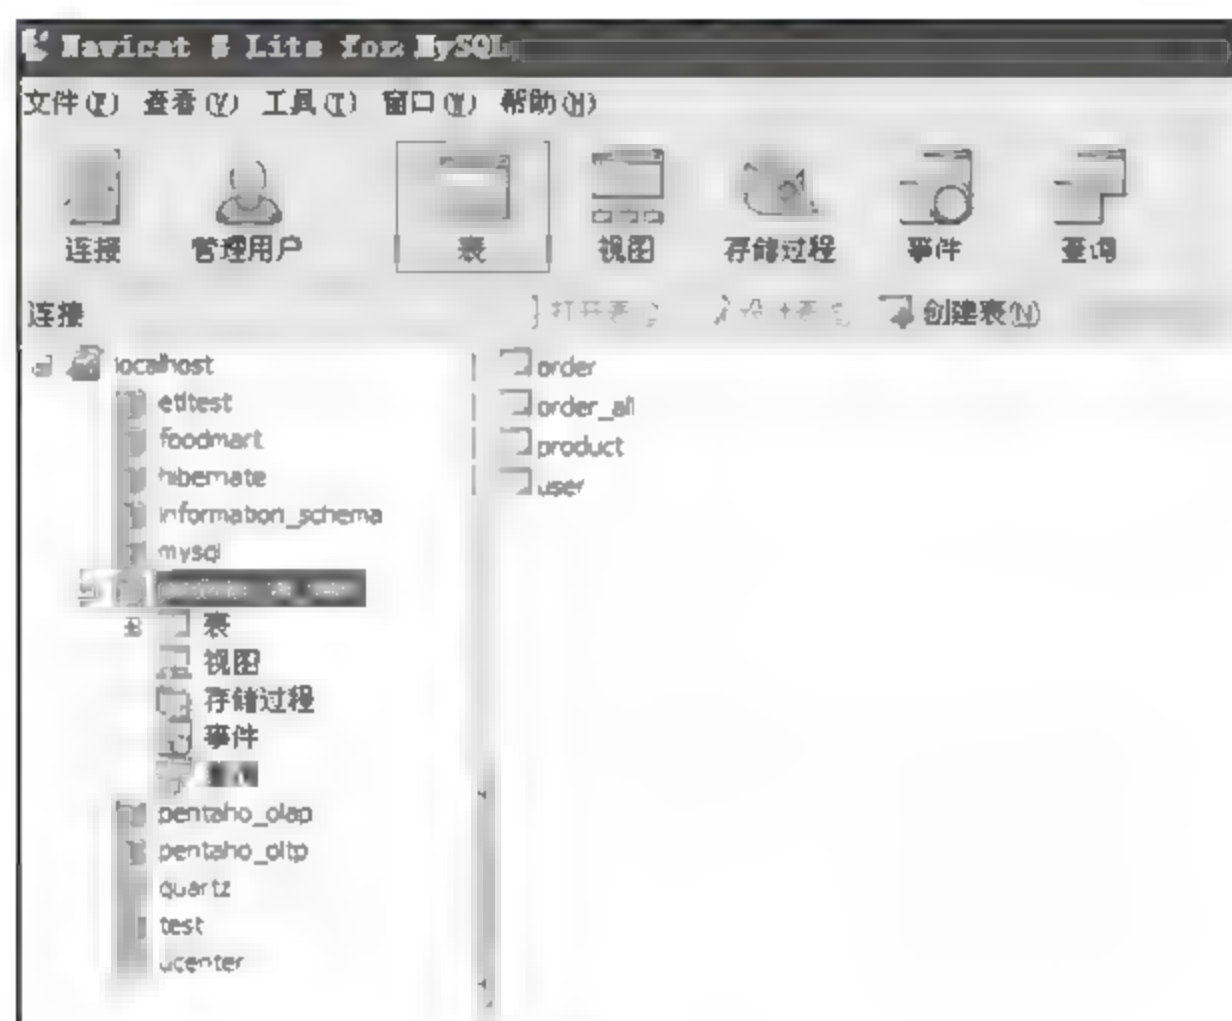 Navicat 8 Lite for MySQL
文件(F) 查看(V) 工具(T) 窗口(W) 帮助(H)
连接 管理用户 表 视图 存储过程 事件 查询
连接 打开表 创建表(N)
localhost
etltest
foodmart
hibernate
information_schema
mysql
表
视图
存储过程
事件
pentaho_olap
pentaho_oltp
quartz
test
ucenter
order
order_all
product
user